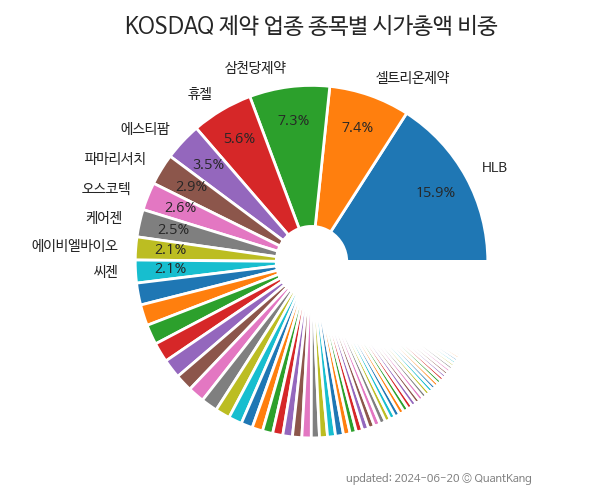 KOSDAQ 제약 업종 종목별 시가총액 비중
HLB
15.9%
셀트리온제약
7.4%
삼천당제약
7.3%
휴젤
5.6%
에스티팜
3.5%
파마리서치
2.9%
오스코텍
2.6%
케어젠
2.5%
에이비엘바이오
2.1%
씨젠
2.1%
updated: 2024-06-20 © QuantKang